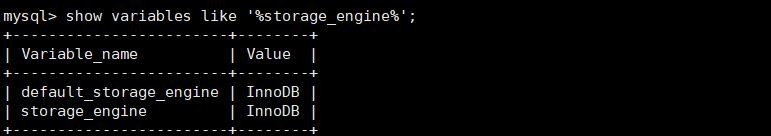 mysql> show variables like '%storage_engine%';
+------------------------+--------+
| Variable_name          | Value  |
+------------------------+--------+
| default_storage_engine | InnoDB |
| storage_engine         | InnoDB |
+------------------------+--------+